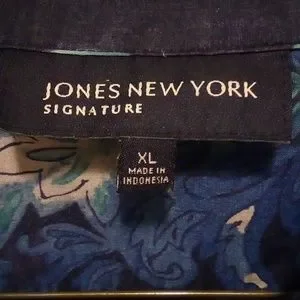 JONES NEW YORK
SIGNATURE
XL
MADE IN
INDONESIA